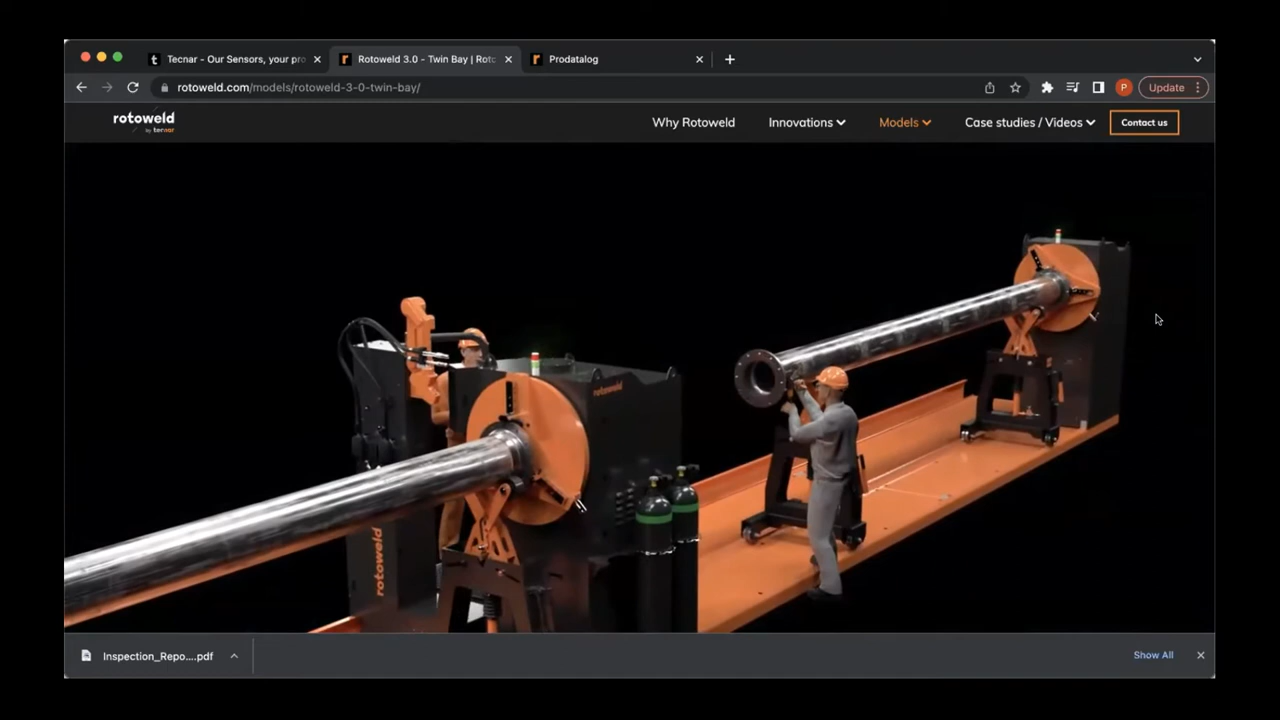 Tecnar - Our Sensors, your pro
Rotoweld 3.0 - Twin Bay | Roto
Prodatalog
rotoweld.com/models/rotoweld-3-0-twin-bay/
P
Update
rotoweld
by tecnar
Why Rotoweld
Innovations
Models
Case studies / Videos
Contact us
rotoweld
rotoweld
Inspection_Repo....pdf
Show All